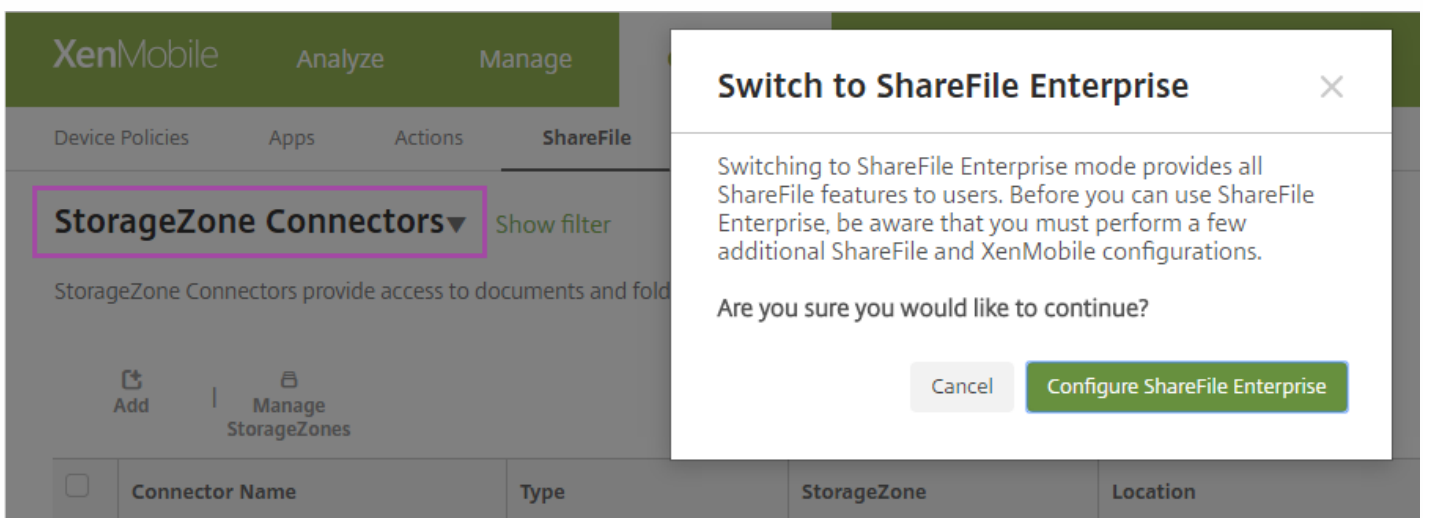 XenMobile Analyze Manage
Device Policies Apps Actions ShareFile
StorageZone Connectors▼ Show filter
StorageZone Connectors provide access to documents and fold
Add | Manage
StorageZones
Connector Name Type StorageZone Location
Switch to ShareFile Enterprise ×
Switching to ShareFile Enterprise mode provides all
ShareFile features to users. Before you can use ShareFile
Enterprise, be aware that you must perform a few
additional ShareFile and XenMobile configurations.
Are you sure you would like to continue?
Cancel Configure ShareFile Enterprise